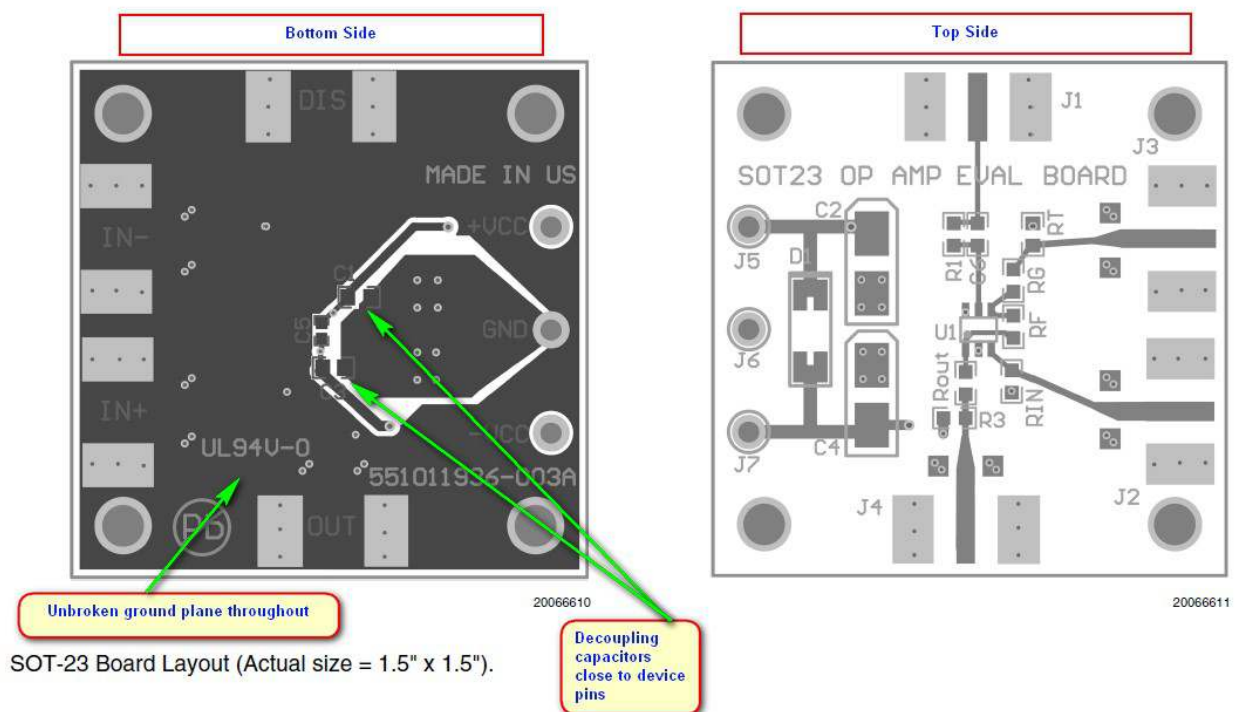 Bottom Side
DIS
MADE IN US
+VCC
IN-
C1
C5
GND
IN+
-VCC
UL94V-0
551011936-003A
PB
OUT
Unbroken ground plane throughout
20066610
Decoupling
capacitors
close to device
pins
SOT-23 Board Layout (Actual size = 1.5" x 1.5").
Top Side
J1
J3
SOT23 OP AMP EVAL BOARD
C2
RT
J5
D1
R1
RG
U1
RF
J6
Rout
RIN
R3
J7
C4
J4
J2
20066611